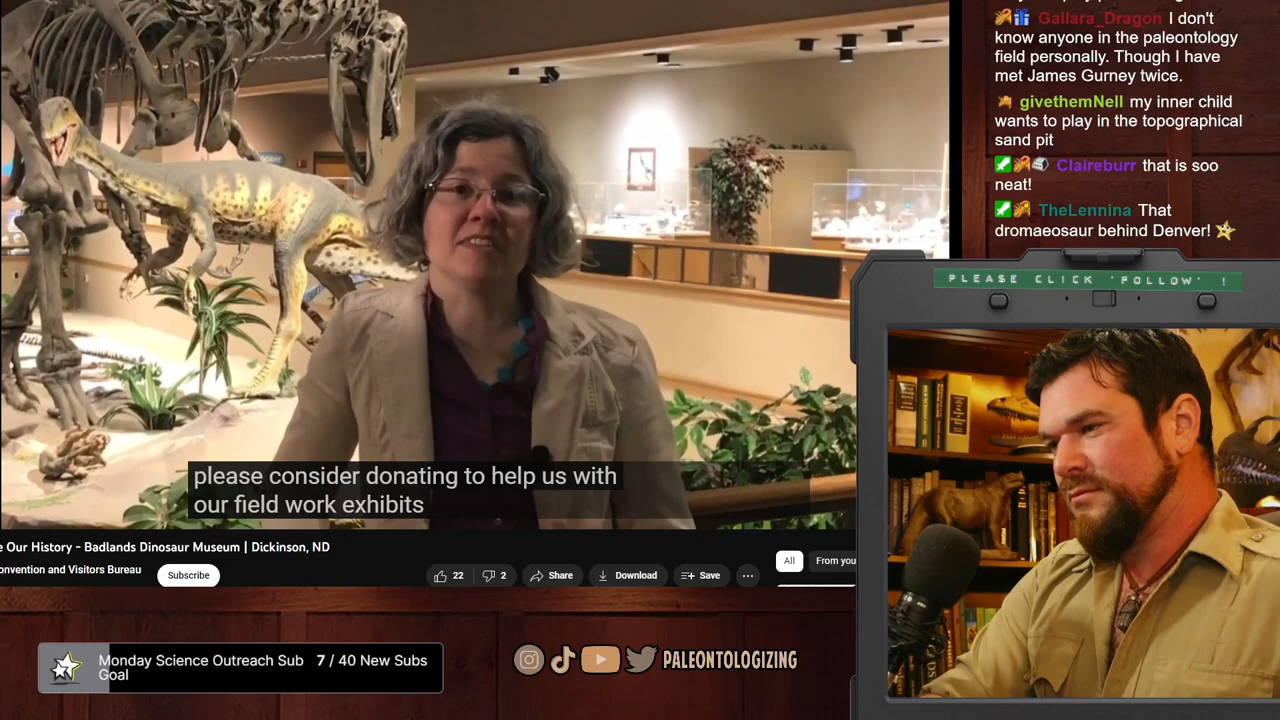 Gallara_Dragon I don't
know anyone in the paleontology
field personally. Though I have
met James Gurney twice.
givethemNell my inner child
wants to play in the topographical
sand pit
Claireburr that is soo
neat!
TheLennina That
dromaeosaur behind Denver!
PLEASE CLICK 'FOLLOW' !
please consider donating to help us with
our field work exhibits
e Our History - Badlands Dinosaur Museum | Dickinson, ND
onvention and Visitors Bureau
Subscribe
22
2
Share
Download
Save
All
From you
Monday Science Outreach Sub
Goal
7 / 40 New Subs
PALEONTOLOGIZING